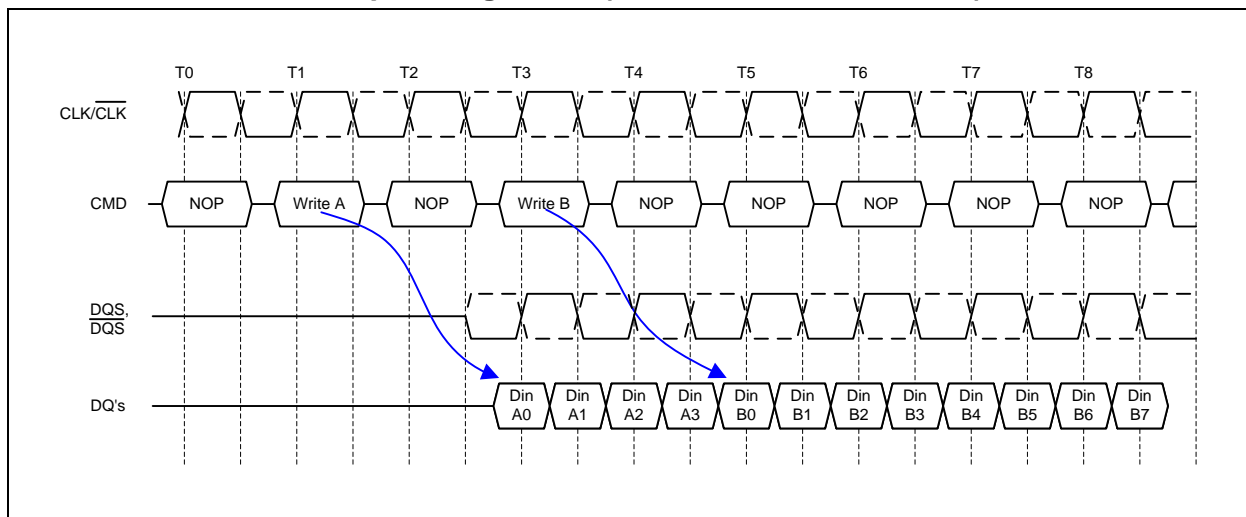 T0 T1 T2 T3 T4 T5 T6 T7 T8
CLK/CLK
CMD NOP Write A NOP Write B NOP NOP NOP NOP NOP
DQS,
DQS
DQ's Din A0 Din A1 Din A2 Din A3 Din B0 Din B1 Din B2 Din B3 Din B4 Din B5 Din B6 Din B7